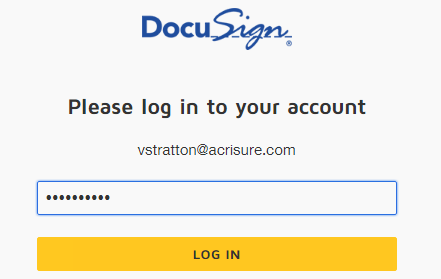 DocuSign®
Please log in to your account
vstratton@acrisure.com
••••••••••
LOG IN